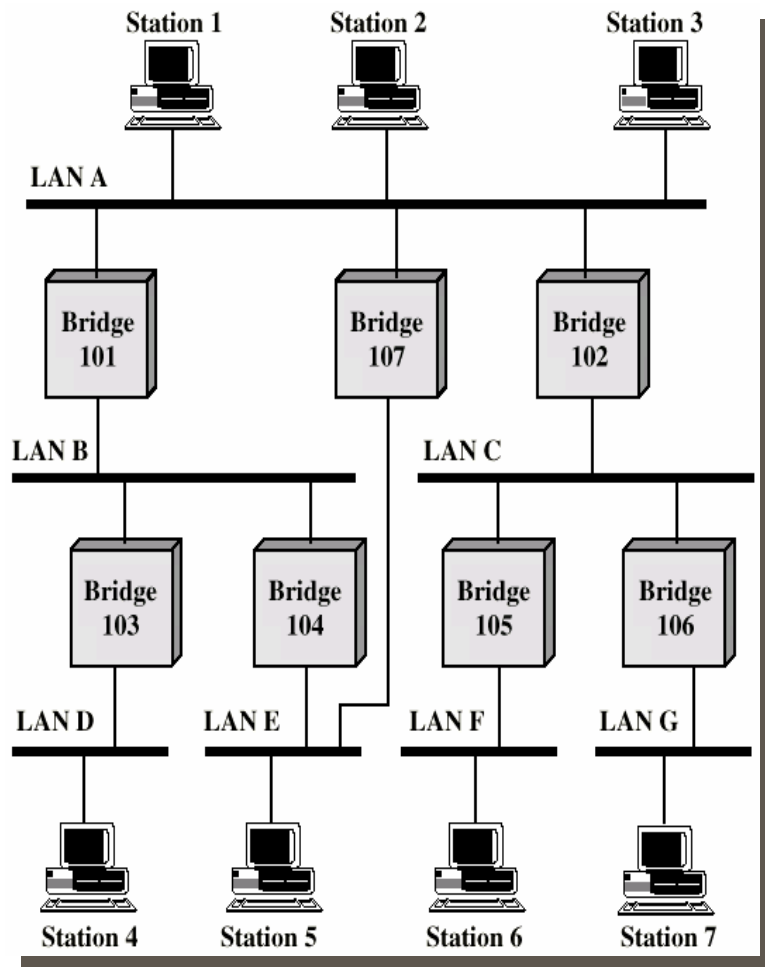 Station 1
Station 2
Station 3
LAN A
Bridge
101
Bridge
107
Bridge
102
LAN B
LAN C
Bridge
103
Bridge
104
Bridge
105
Bridge
106
LAN D
LAN E
LAN F
LAN G
Station 4
Station 5
Station 6
Station 7